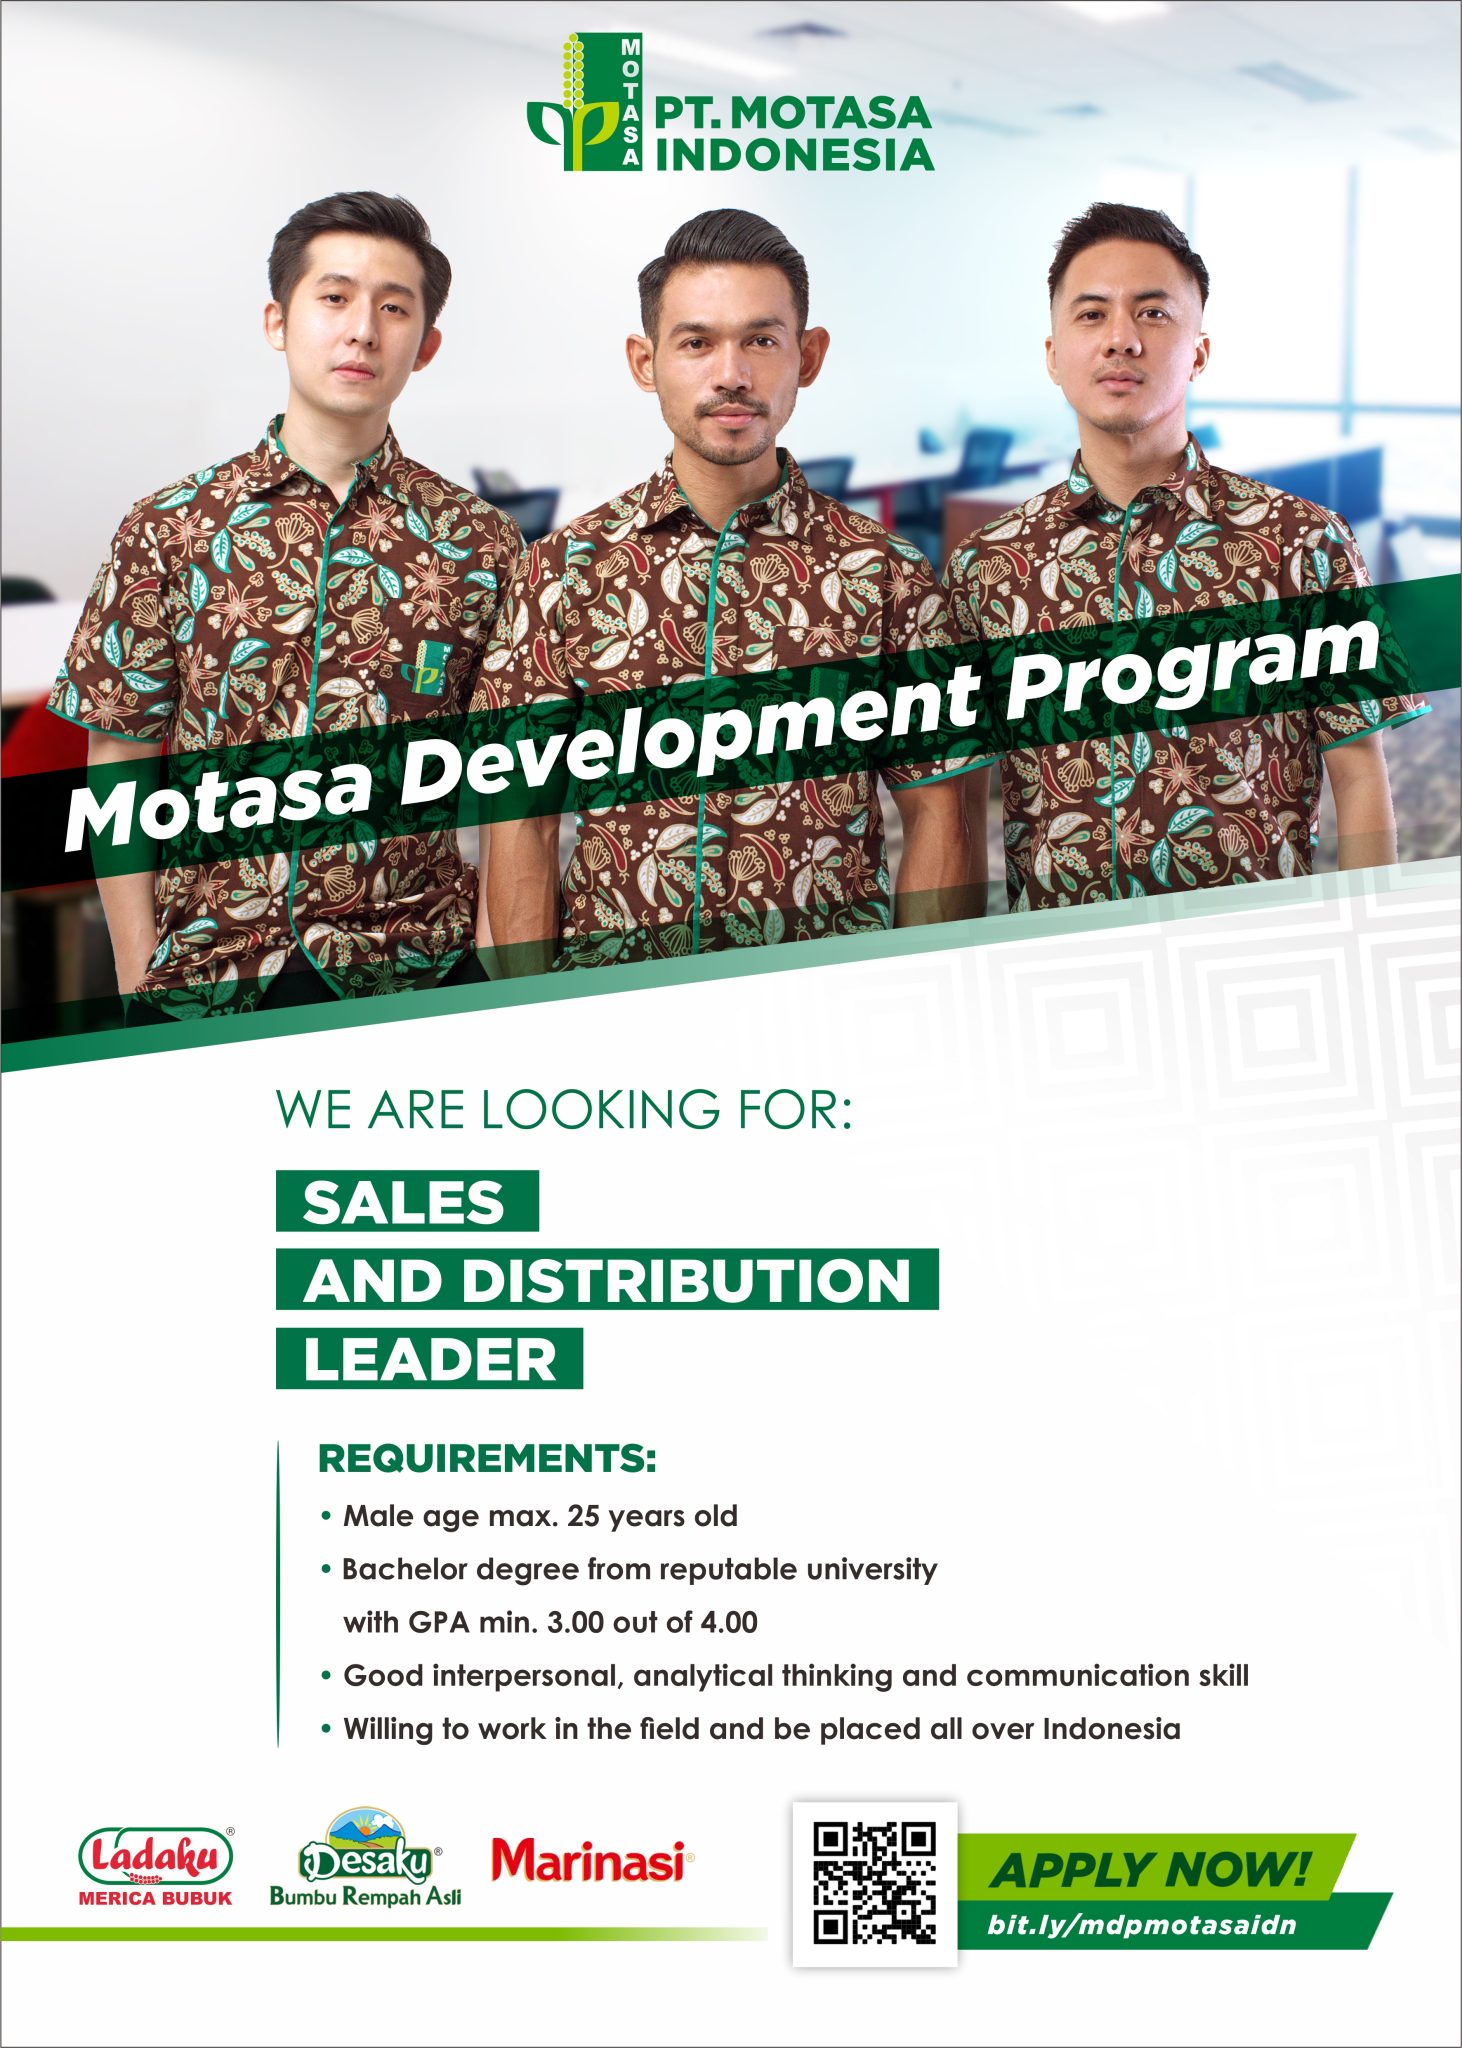 MOTASA
PT. MOTASA
INDONESIA
MOTASA
Motasa Development Program
WE ARE LOOKING FOR:
SALES
AND DISTRIBUTION
LEADER
REQUIREMENTS:
• Male age max. 25 years old
• Bachelor degree from reputable university
with GPA min. 3.00 out of 4.00
• Good interpersonal, analytical thinking and communication skill
• Willing to work in the field and be placed all over Indonesia
Ladaku®
MERICA BUBUK
Desaku®
Bumbu Rempah Asli
Marinasi®
APPLY NOW!
bit.ly/mdpmotasaidn